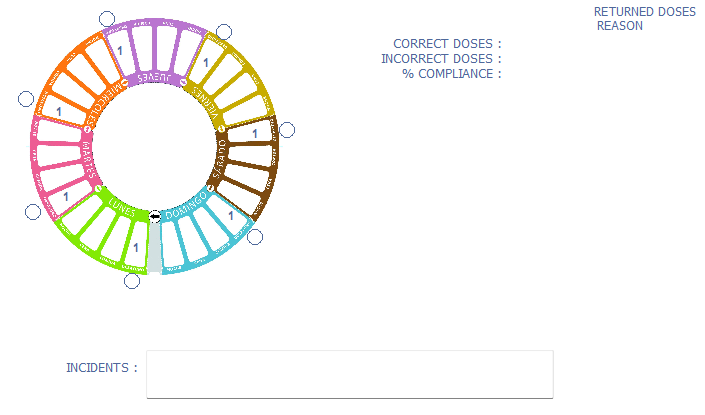 RETURNED DOSES
REASON
CORRECT DOSES :
INCORRECT DOSES :
% COMPLIANCE :
JUEVES
1
VIERNES
1
SÁBADO
1
DOMINGO
1
LUNES
1
MARTES
1
MIERCOLES
1
INCIDENTS :